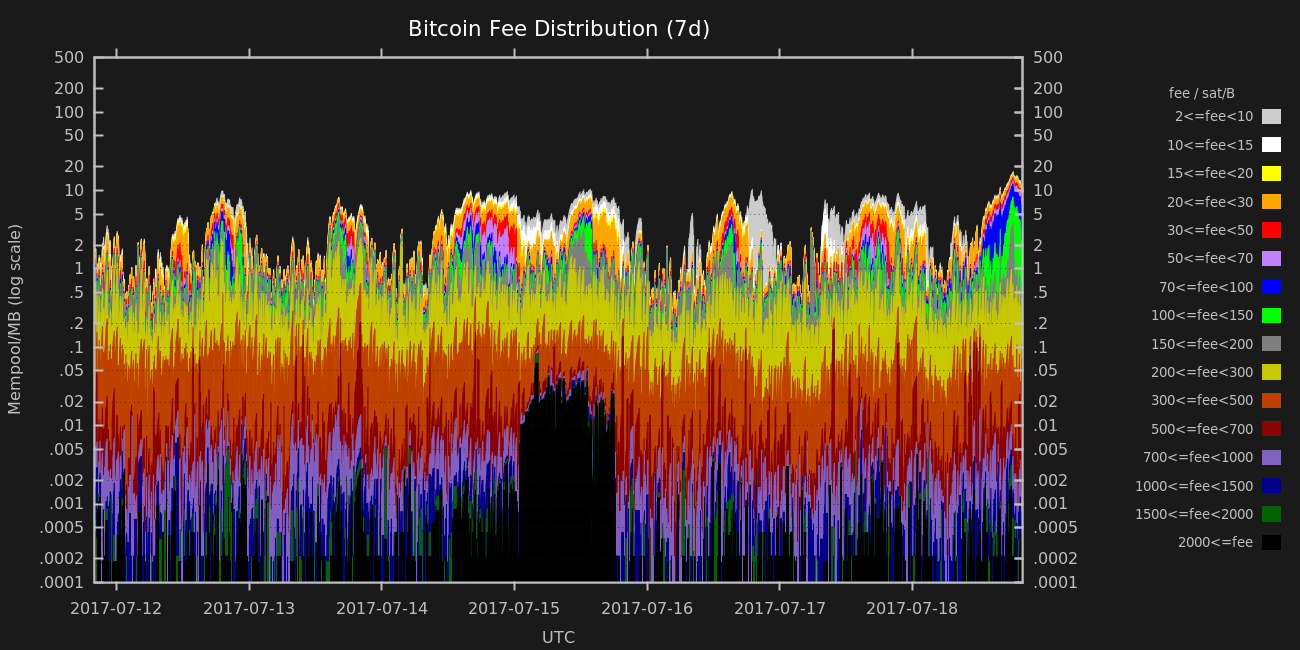 Bitcoin Fee Distribution (7d)
Mempool/MB (log scale)
500
200
100
50
20
10
5
2
1
.5
.2
.1
.05
.02
.01
.005
.002
.001
.0005
.0002
.0001
500
200
100
50
20
10
5
2
1
.5
.2
.1
.05
.02
.01
.005
.002
.001
.0005
.0002
.0001
2017-07-12 2017-07-13 2017-07-14 2017-07-15 2017-07-16 2017-07-17 2017-07-18
UTC
fee / sat/B
2<=fee<10
10<=fee<15
15<=fee<20
20<=fee<30
30<=fee<50
50<=fee<70
70<=fee<100
100<=fee<150
150<=fee<200
200<=fee<300
300<=fee<500
500<=fee<700
700<=fee<1000
1000<=fee<1500
1500<=fee<2000
2000<=fee